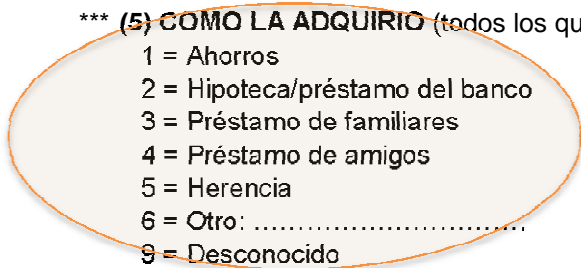 *** (5) COMO LA ADQUIRIO (todos los qu
1 = Ahorros
2 = Hipoteca/préstamo del banco
3 = Préstamo de familiares
4 = Préstamo de amigos
5 = Herencia
6 = Otro: ................................
9 = Desconocido